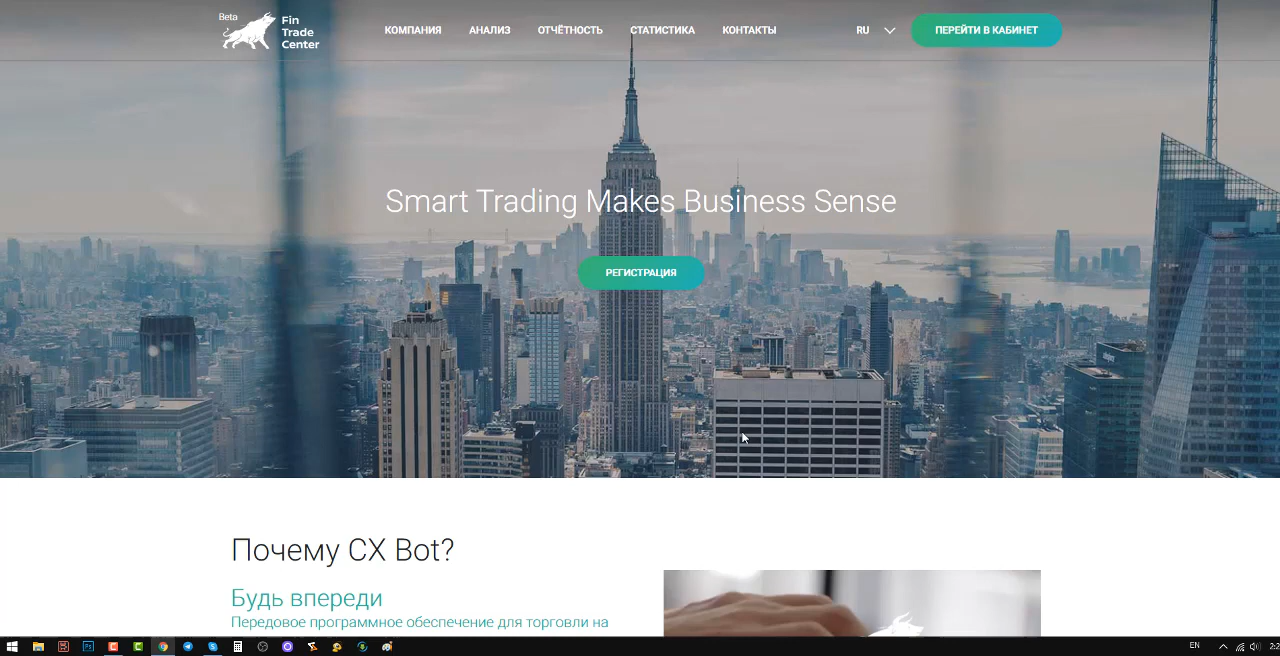 Beta
Fin
Trade
Center
КОМПАНИЯ АНАЛИЗ ОТЧЁТНОСТЬ СТАТИСТИКА КОНТАКТЫ RU ПЕРЕЙТИ В КАБИНЕТ
Smart Trading Makes Business Sense
РЕГИСТРАЦИЯ
Почему CX Bot?
Будь впереди
Передовое программное обеспечение для торговли на
EN